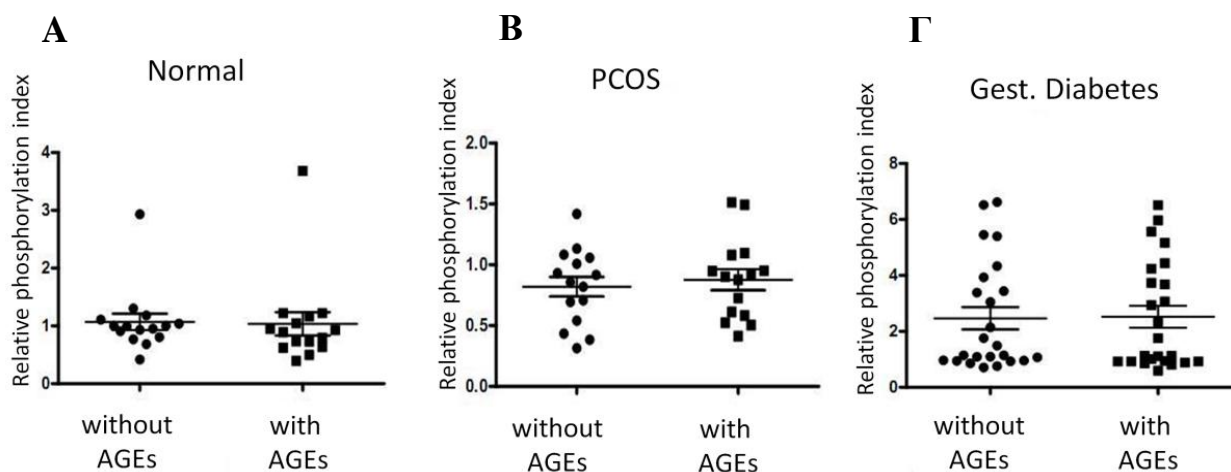 Α
Normal
Relative phosphorylation index
4
3
2
1
0
without
AGEs
with
AGEs
Β
PCOS
Relative phosphorylation index
2.0
1.5
1.0
0.5
0.0
without
AGEs
with
AGEs
Γ
Gest. Diabetes
Relative phosphorylation index
8
6
4
2
0
without
AGEs
with
AGEs